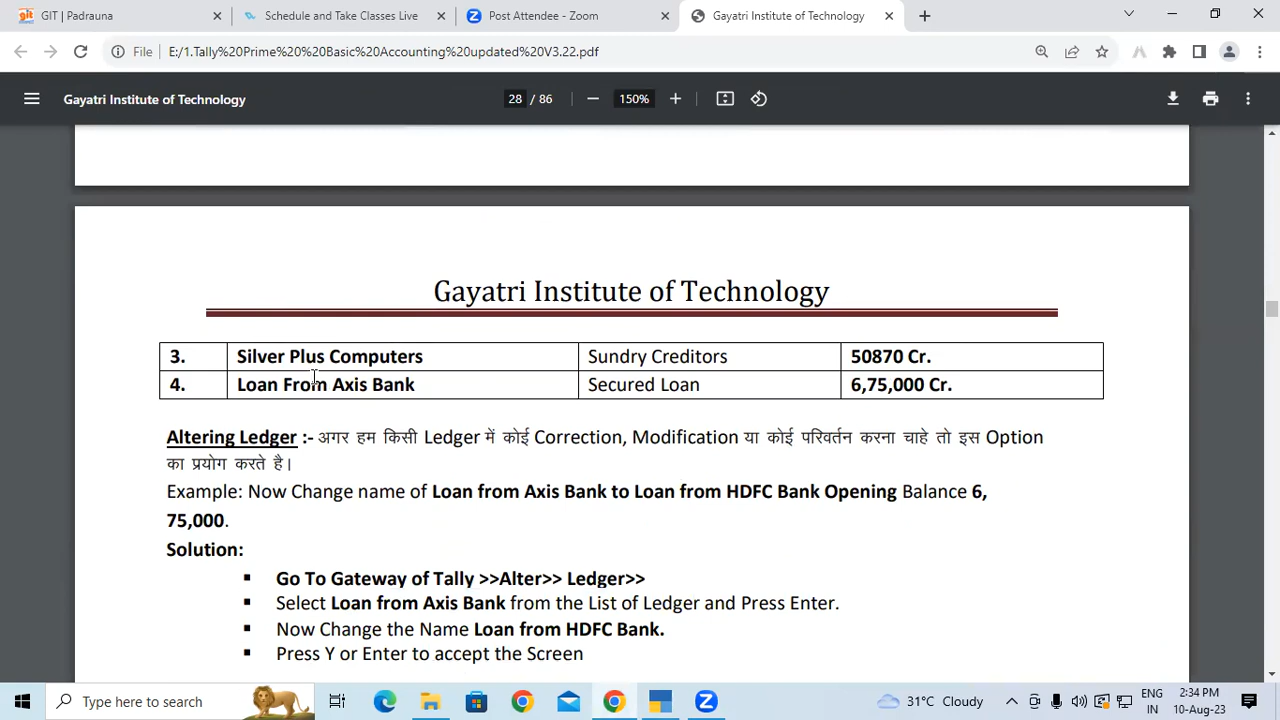 GIT | Padrauna
Schedule and Take Classes Live
Post Attendee - Zoom
Gayatri Institute of Technology
File
E:/1.Tally%20Prime%20%20Basic%20Accounting%20updated%20V3.22.pdf
Gayatri Institute of Technology
28 / 86
150%
Gayatri Institute of Technology
3. Silver Plus Computers Sundry Creditors 50870 Cr.
4. Loan From Axis Bank Secured Loan 6,75,000 Cr.
Altering Ledger :- अगर हम किसी Ledger में कोई Correction, Modification या कोई परिवर्तन करना चाहे तो इस Option
का प्रयोग करते है।
Example: Now Change name of Loan from Axis Bank to Loan from HDFC Bank Opening Balance 6,
75,000.
Solution:
▪ Go To Gateway of Tally >>Alter>> Ledger>>
▪ Select Loan from Axis Bank from the List of Ledger and Press Enter.
▪ Now Change the Name Loan from HDFC Bank.
▪ Press Y or Enter to accept the Screen
Type here to search
31°C Cloudy
ENG
IN
2:34 PM
10-Aug-23